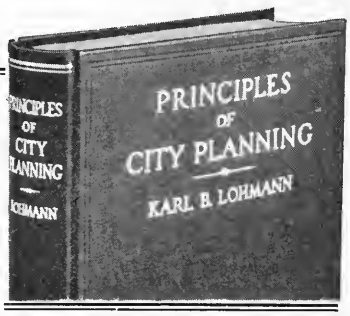 PRINCIPLES
OF
CITY PLANNING
KARL B. LOHMANN
PRINCIPLES
OF
CITY
PLANNING
LOHMANN